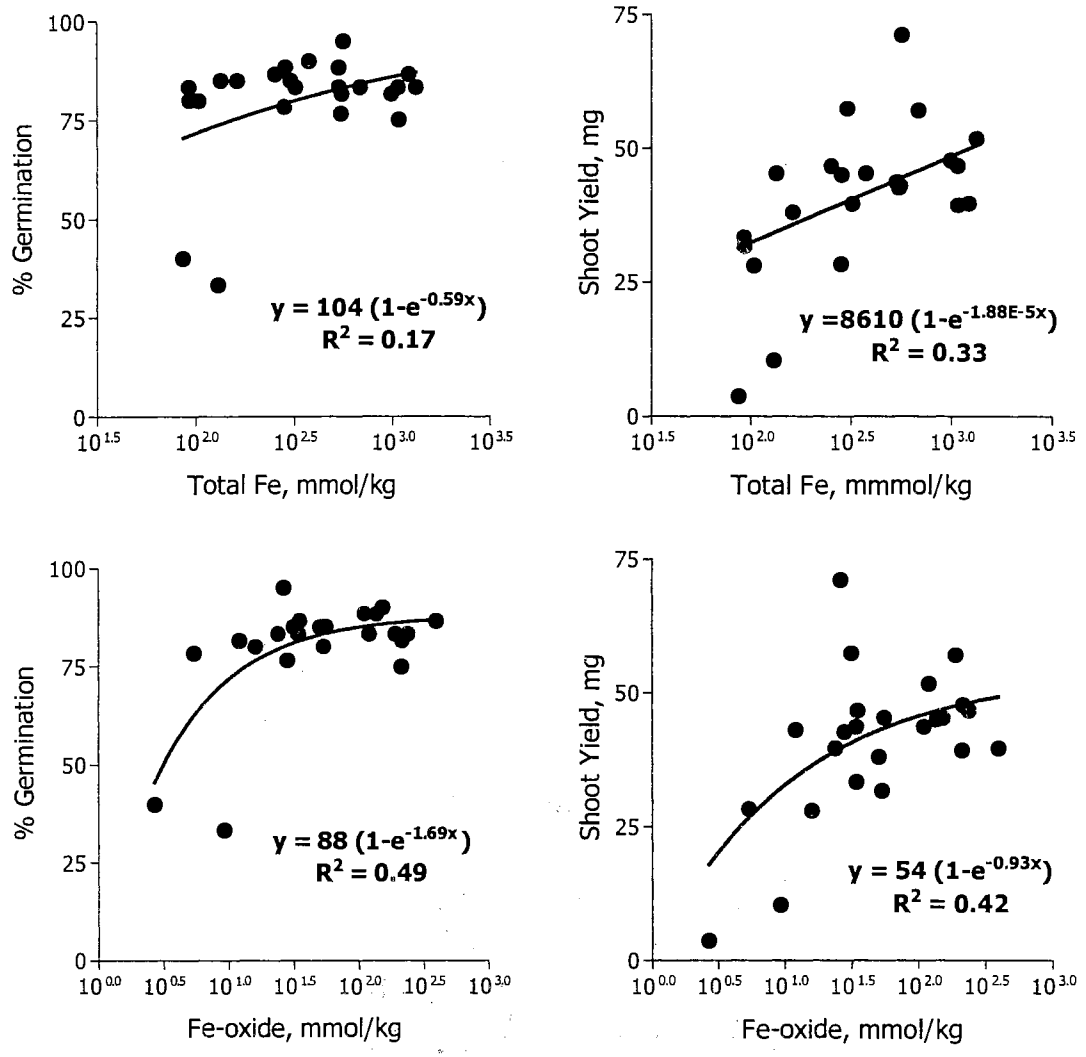 100
75
50
25
0
% Germination
y = 104 (1-e^-0.59x)
R² = 0.17
10^1.5 10^2.0 10^2.5 10^3.0 10^3.5
Total Fe, mmol/kg
75
50
25
0
Shoot Yield, mg
y =8610 (1-e^-1.88E-5x)
R² = 0.33
10^1.5 10^2.0 10^2.5 10^3.0 10^3.5
Total Fe, mmmol/kg
100
75
50
25
0
% Germination
y = 88 (1-e^-1.69x)
R² = 0.49
10^0.0 10^0.5 10^1.0 10^1.5 10^2.0 10^2.5 10^3.0
Fe-oxide, mmol/kg
75
50
25
0
Shoot Yield, mg
y = 54 (1-e^-0.93x)
R² = 0.42
10^0.0 10^0.5 10^1.0 10^1.5 10^2.0 10^2.5 10^3.0
Fe-oxide, mmol/kg